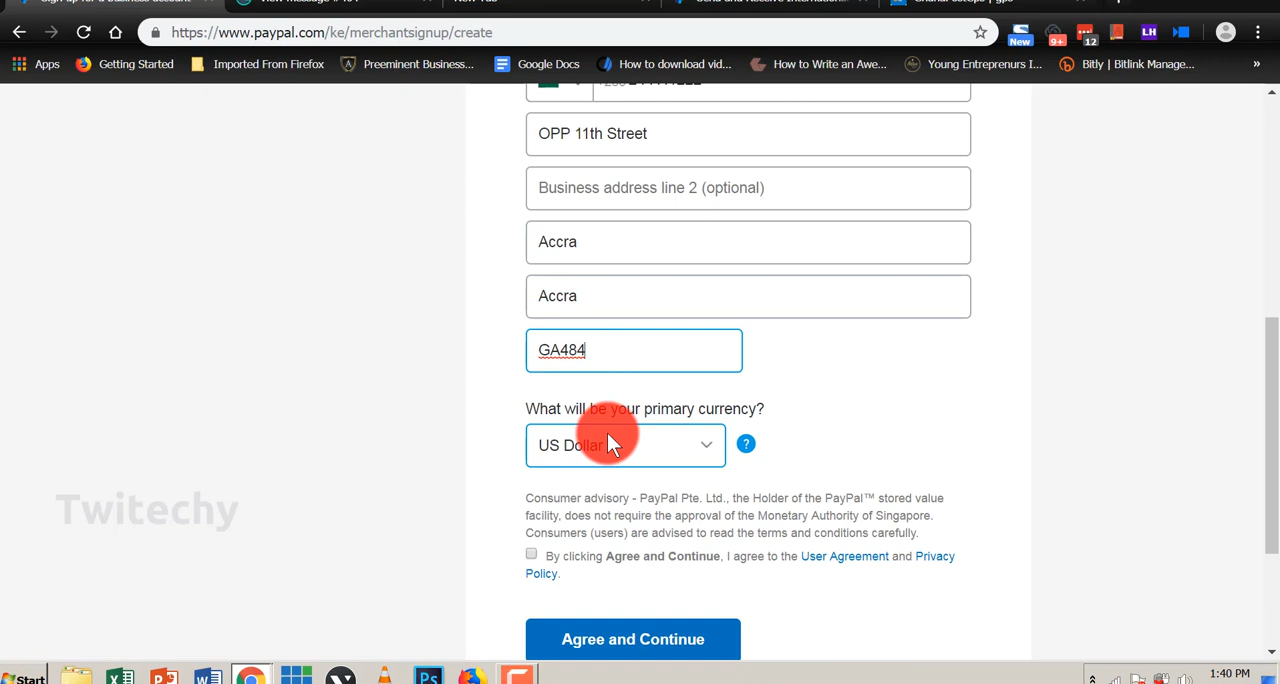 https://www.paypal.com/ke/merchantsignup/create
New
9+
12
LH
Apps
Getting Started
Imported From Firefox
Preeminent Business...
Google Docs
How to download vid...
How to Write an Awe...
Young Entreprenurs I...
Bitly | Bitlink Manage...
»
OPP 11th Street
Business address line 2 (optional)
Accra
Accra
GA484
What will be your primary currency?
US Dollar
?
Twitechy
Consumer advisory - PayPal Pte. Ltd., the Holder of the PayPal™ stored value
facility, does not require the approval of the Monetary Authority of Singapore.
Consumers (users) are advised to read the terms and conditions carefully.
By clicking Agree and Continue, I agree to the User Agreement and Privacy
Policy.
Agree and Continue
Start
Ps
1:40 PM